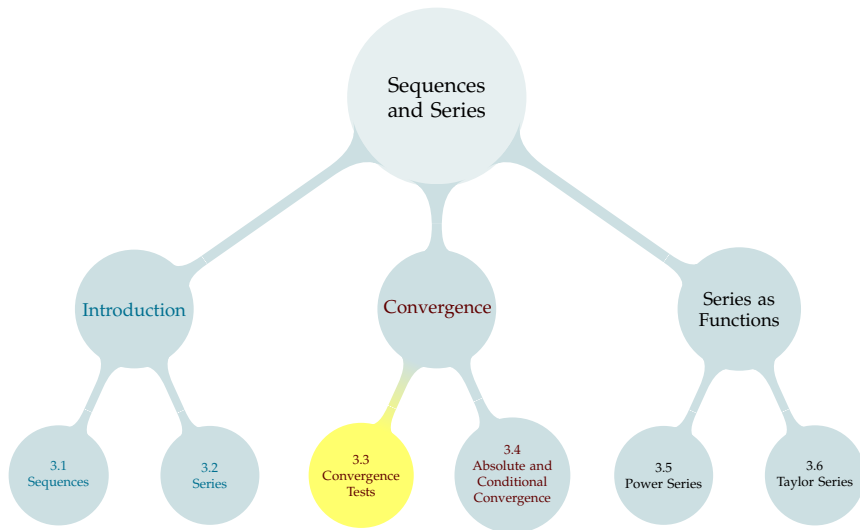 Sequences
and Series
Introduction
Convergence
Series as
Functions
3.1
Sequences
3.2
Series
3.3
Convergence
Tests
3.4
Absolute and
Conditional
Convergence
3.5
Power Series
3.6
Taylor Series